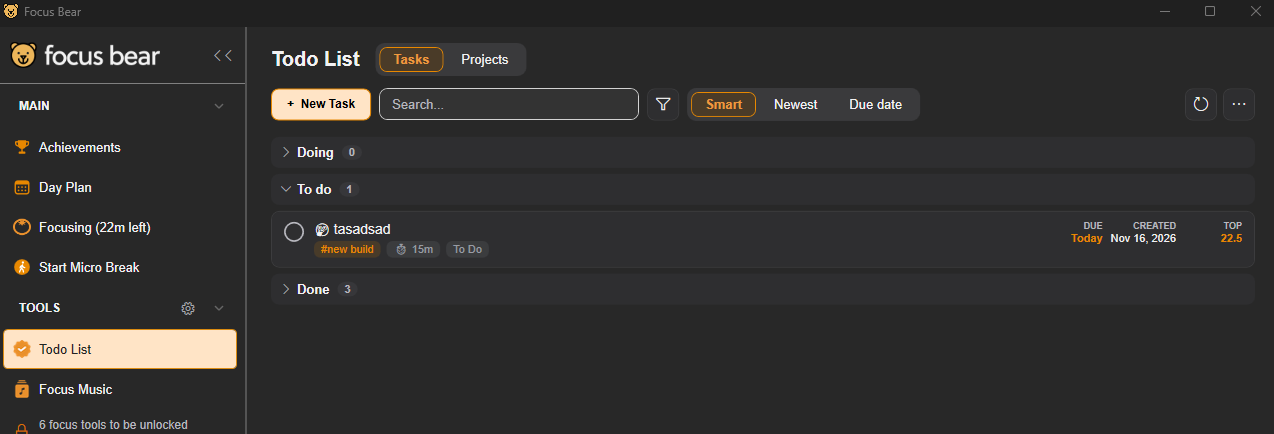 Focus Bear
focus bear
MAIN
Achievements
Day Plan
Focusing (22m left)
Start Micro Break
TOOLS
Todo List
Focus Music
6 focus tools to be unlocked
Todo List Tasks Projects
+ New Task Search... Smart Newest Due date
Doing 0
To do 1
tasadsad
#new build 15m To Do
DUE CREATED TOP
Today Nov 16, 2026 22.5
Done 3